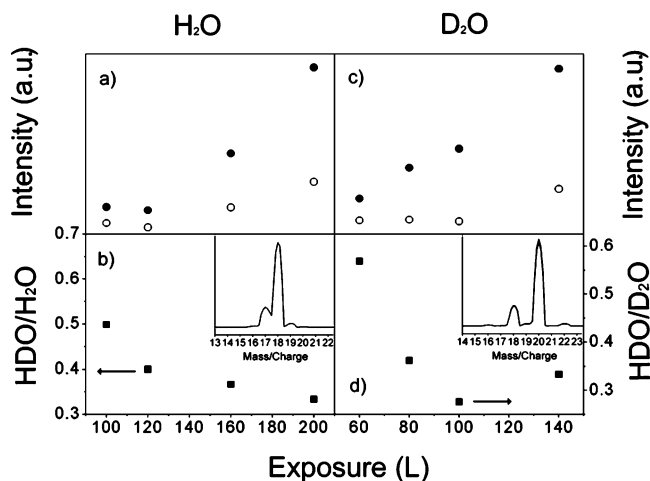 H₂O
D₂O
Intensity (a.u.)
a)
c)
Intensity (a.u.)
HDO/H₂O
0.7
0.6
0.5
0.4
0.3
b)
13 14 15 16 17 18 19 20 21 22
Mass/Charge
d)
14 15 16 17 18 19 20 21 22 23
Mass/Charge
0.6
0.5
0.4
0.3
HDO/D₂O
100 120 140 160 180 200
60 80 100 120 140
Exposure (L)